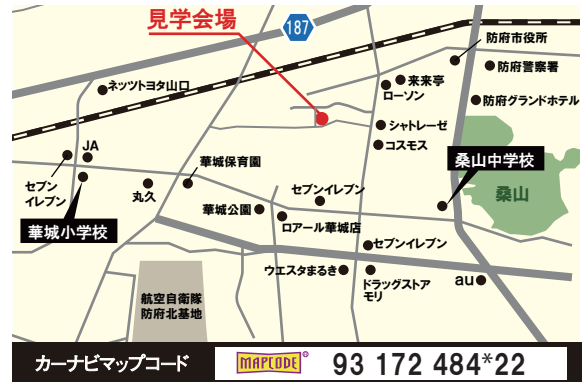 見学会場
187
防府市役所
ネッツトヨタ山口
来来亭
ローソン
防府警察署
防府グランドホテル
シャトレーゼ
コスモス
JA
華城保育園
桑山中学校
セブン
イレブン
丸久
セブンイレブン
桑山
華城小学校
華城公園
ロアール華城店
セブンイレブン
ウエスタまるき
ドラッグストア
モリ
au
航空自衛隊
防府北基地
カーナビマップコード
MAPCODE®
93 172 484*22